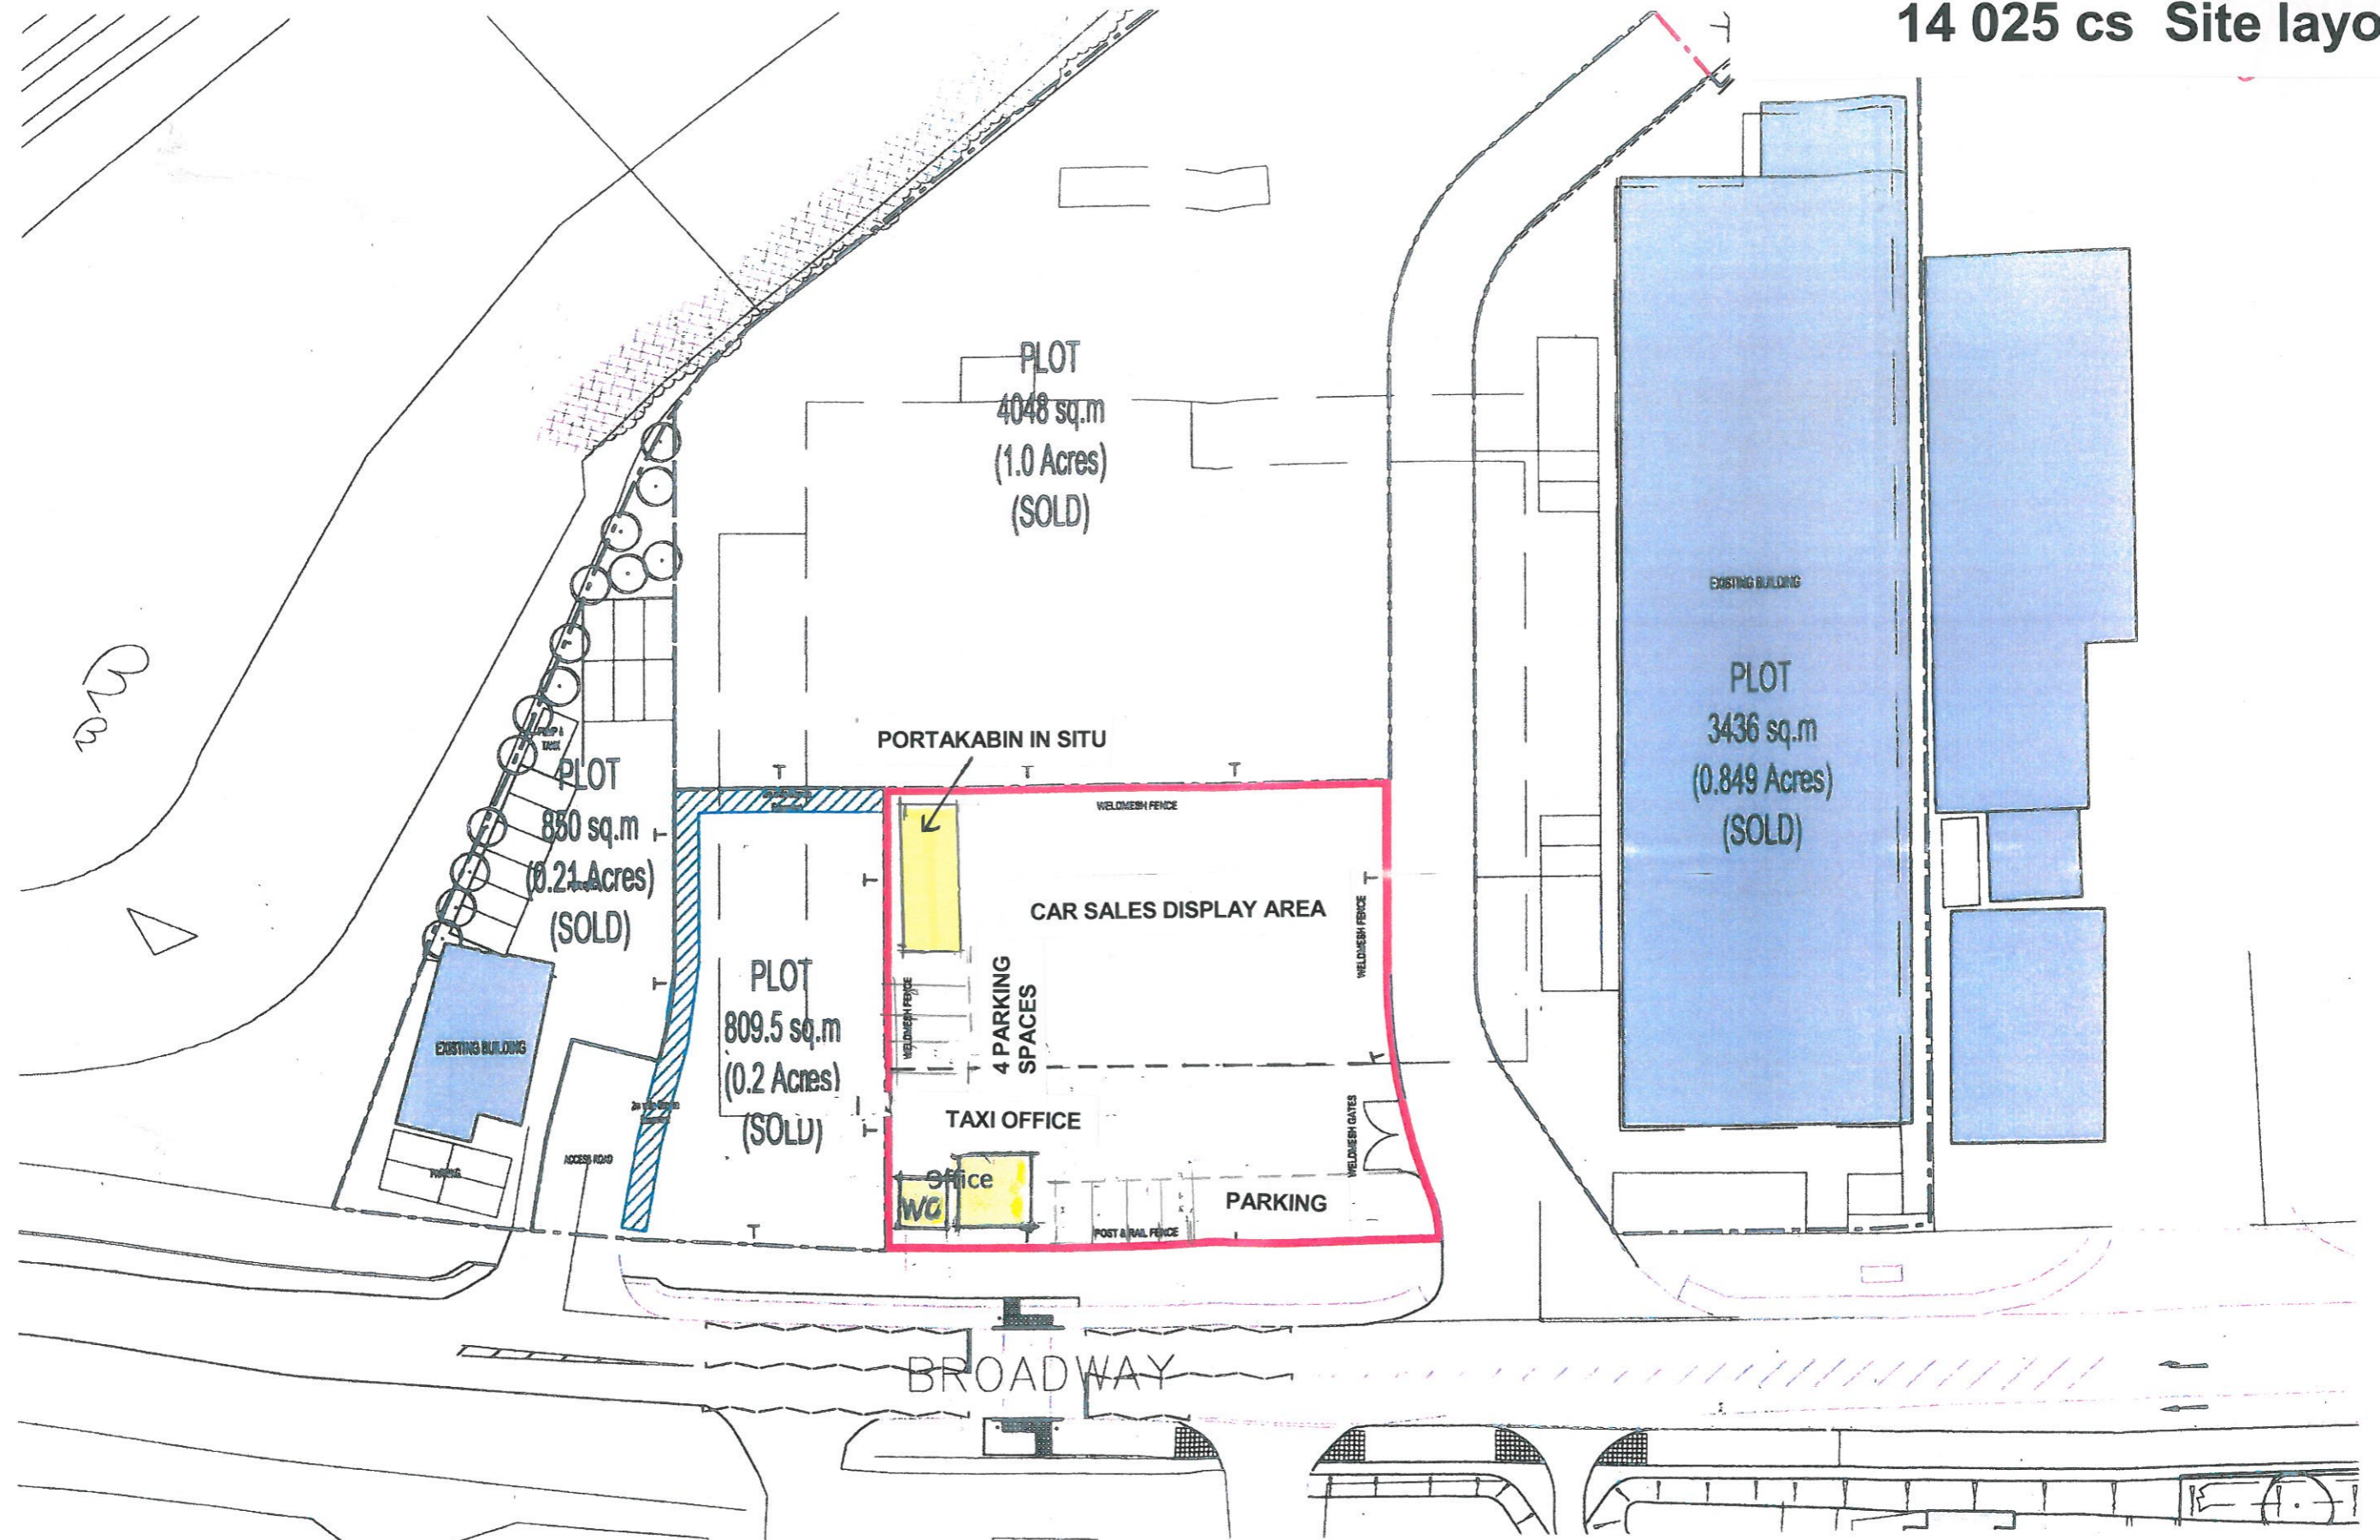 14 025 cs Site layo
PLOT
4048 sq.m
(1.0 Acres)
(SOLD)
EXISTING BUILDING
PLOT
3436 sq.m
(0.849 Acres)
(SOLD)
PORTAKABIN IN SITU
PUMP &
TANK
PLOT
850 sq.m
(0.21 Acres)
(SOLD)
WELDMESH FENCE
CAR SALES DISPLAY AREA
WELDMESH FENCE
WELDMESH FENCE
4 PARKING
SPACES
PLOT
809.5 sq.m
(0.2 Acres)
(SOLD)
EXISTING BUILDING
TAXI OFFICE
WELDMESH GATES
ACCESS ROAD
PARKING
Office
WC
PARKING
POST & RAIL FENCE
BROADWAY